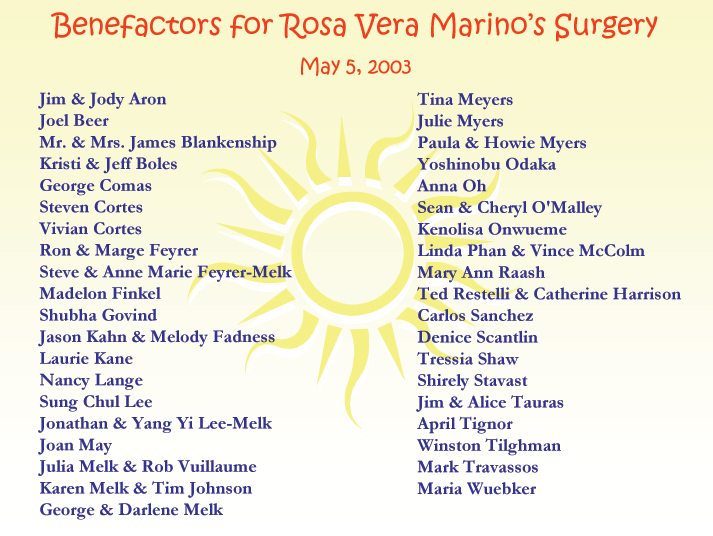 Benefactors for Rosa Vera Marino's Surgery
May 5, 2003
Jim & Jody Aron
Joel Beer
Mr. & Mrs. James Blankenship
Kristi & Jeff Boles
George Comas
Steven Cortes
Vivian Cortes
Ron & Marge Feyrer
Steve & Anne Marie Feyrer-Melk
Madelon Finkel
Shubha Govind
Jason Kahn & Melody Fadness
Laurie Kane
Nancy Lange
Sung Chul Lee
Jonathan & Yang Yi Lee-Melk
Joan May
Julia Melk & Rob Vuillaume
Karen Melk & Tim Johnson
George & Darlene Melk
Tina Meyers
Julie Myers
Paula & Howie Myers
Yoshinobu Odaka
Anna Oh
Sean & Cheryl O'Malley
Kenolisa Onwueme
Linda Phan & Vince McColm
Mary Ann Raash
Ted Restelli & Catherine Harrison
Carlos Sanchez
Denice Scantlin
Tressia Shaw
Shirely Stavast
Jim & Alice Tauras
April Tignor
Winston Tilghman
Mark Travassos
Maria Wuebker